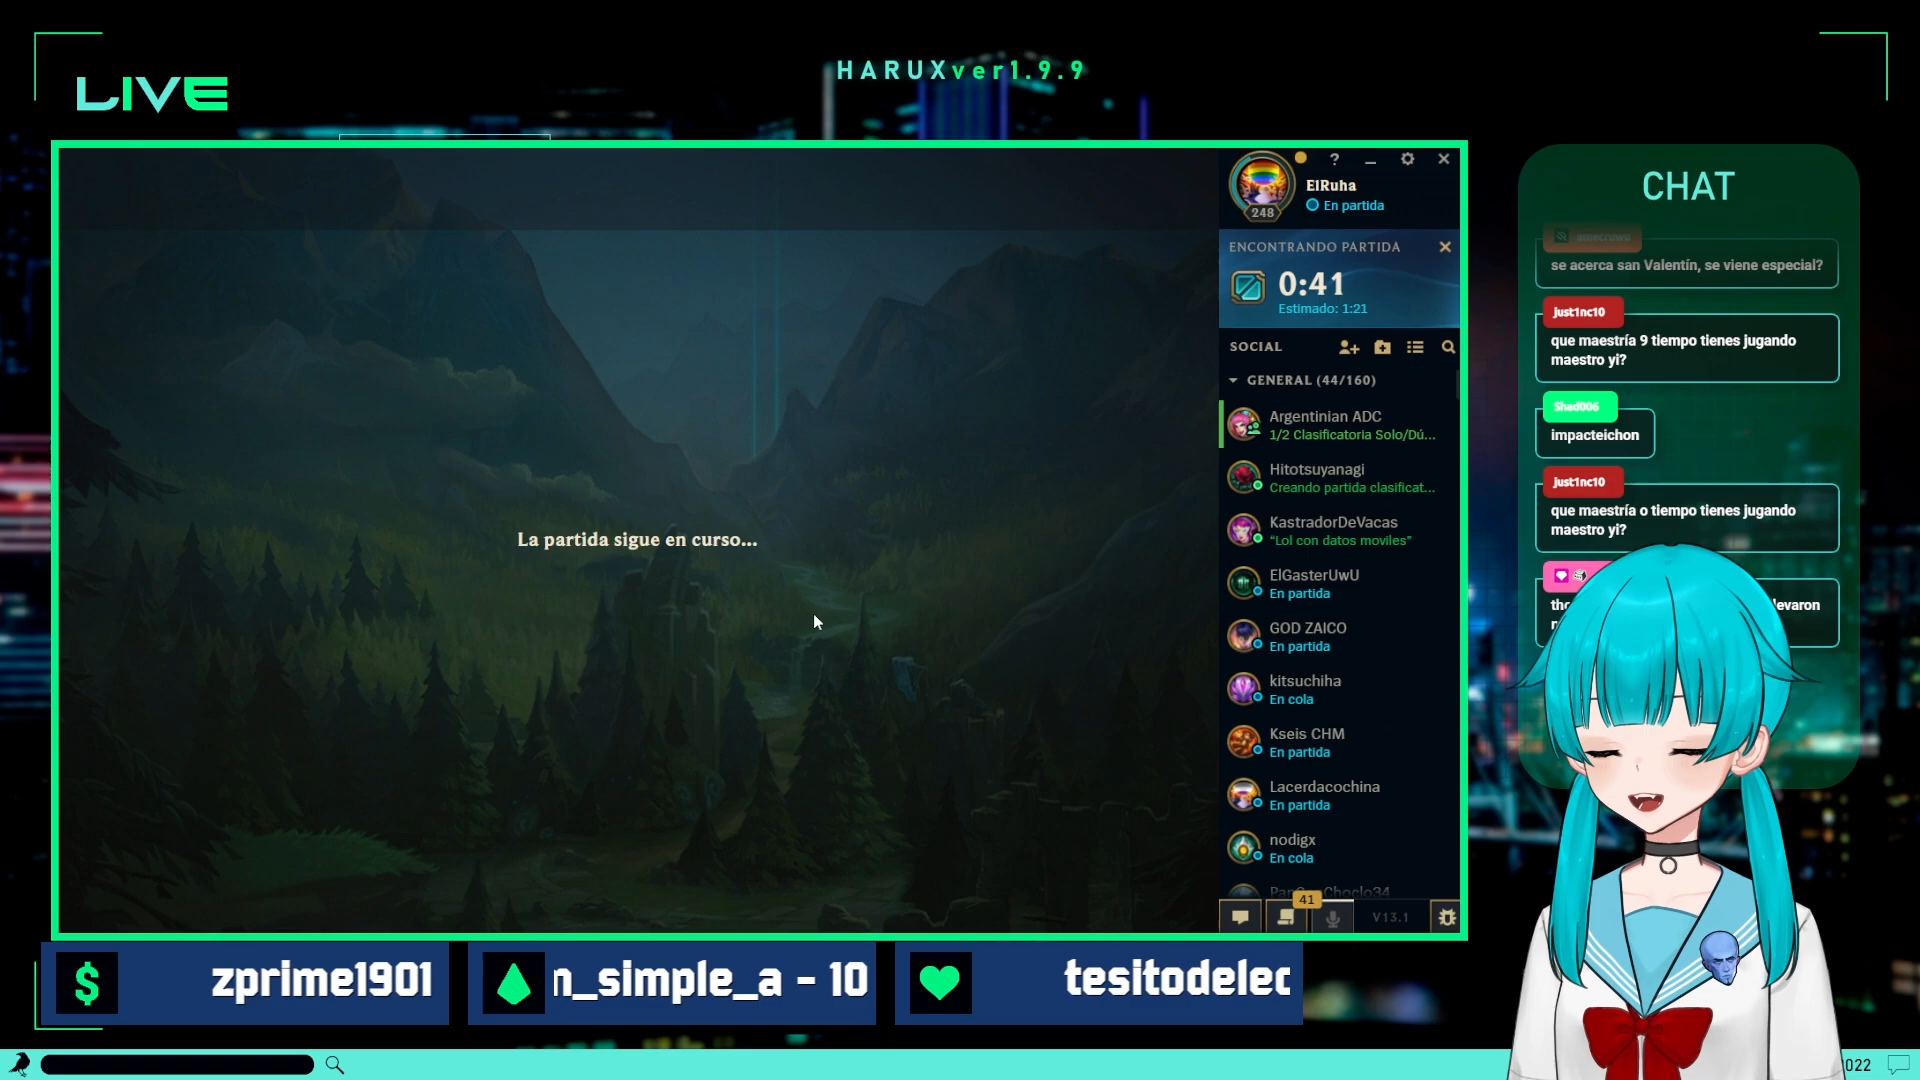 LIVE
HARUXver1.9.9
ElRuha
248
En partida
ENCONTRANDO PARTIDA
0:41
Estimado: 1:21
SOCIAL
GENERAL (44/160)
Argentinian ADC
1/2 Clasificatoria Solo/Dú...
Hitotsuyanagi
Creando partida clasificat...
KastradorDeVacas
“Lol con datos moviles”
ElGasterUwU
En partida
GOD ZAICO
En partida
kitsuchiha
En cola
Kseis CHM
En partida
Lacerdacochina
En partida
nodigx
En cola
41
V13.1
La partida sigue en curso...
CHAT
se acerca san Valentín, se viene especial?
just1nc10
que maestría 9 tiempo tienes jugando
maestro yi?
Shad006
impacteichon
just1nc10
que maestría o tiempo tienes jugando
maestro yi?
zprime1901
n_simple_a - 10
tesitodelec
022